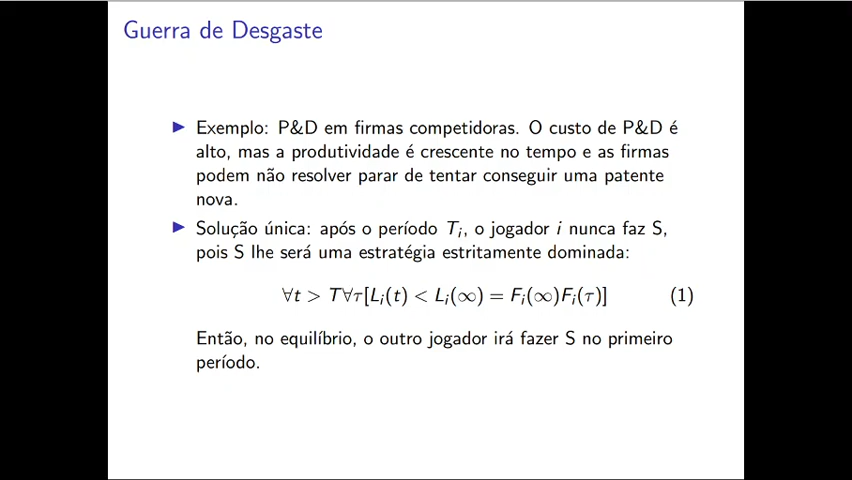 Guerra de Desgaste
▶ Exemplo: P&D em firmas competidoras. O custo de P&D é
alto, mas a produtividade é crescente no tempo e as firmas
podem não resolver parar de tentar conseguir uma patente
nova.
▶ Solução única: após o período T_i, o jogador i nunca faz S,
pois S lhe será uma estratégia estritamente dominada:
∀t > T∀τ[L_i(t) < L_i(∞) = F_i(∞)F_i(τ)] (1)
Então, no equilíbrio, o outro jogador irá fazer S no primeiro
período.